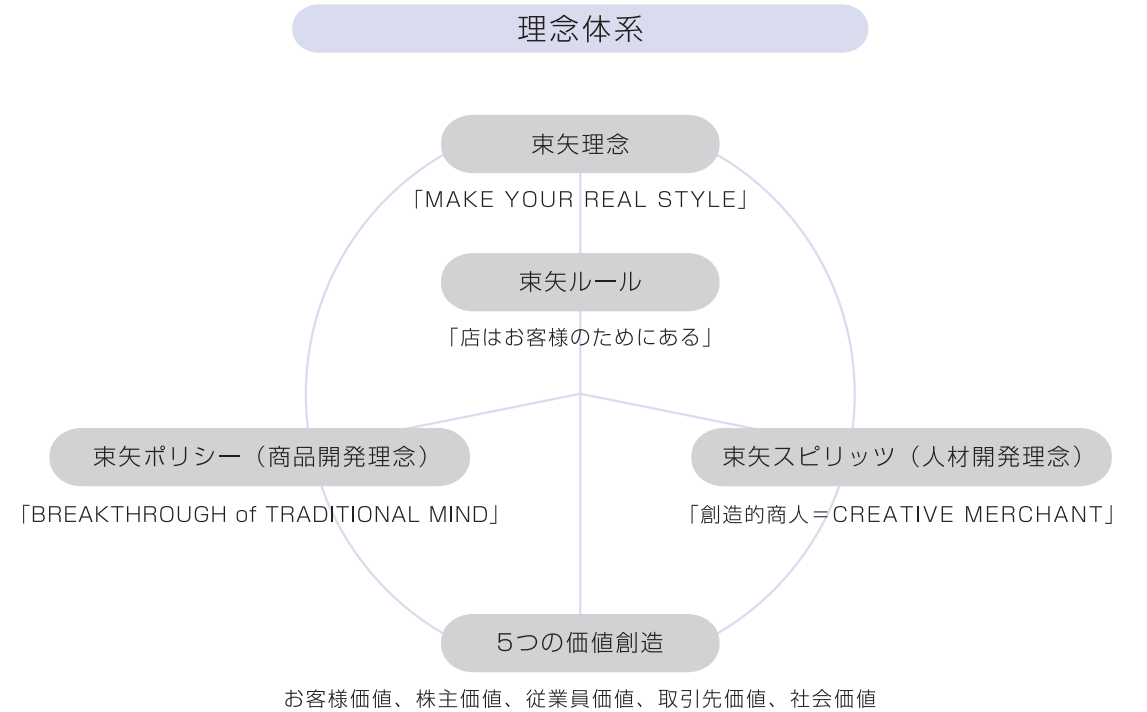 理念体系
束矢理念
「MAKE YOUR REAL STYLE」
束矢ルール
「店はお客様のためにある」
束矢ポリシー（商品開発理念）
「BREAKTHROUGH of TRADITIONAL MIND」
束矢スピリッツ（人材開発理念）
「創造的商人＝CREATIVE MERCHANT」
5つの価値創造
お客様価値、株主価値、従業員価値、取引先価値、社会価値